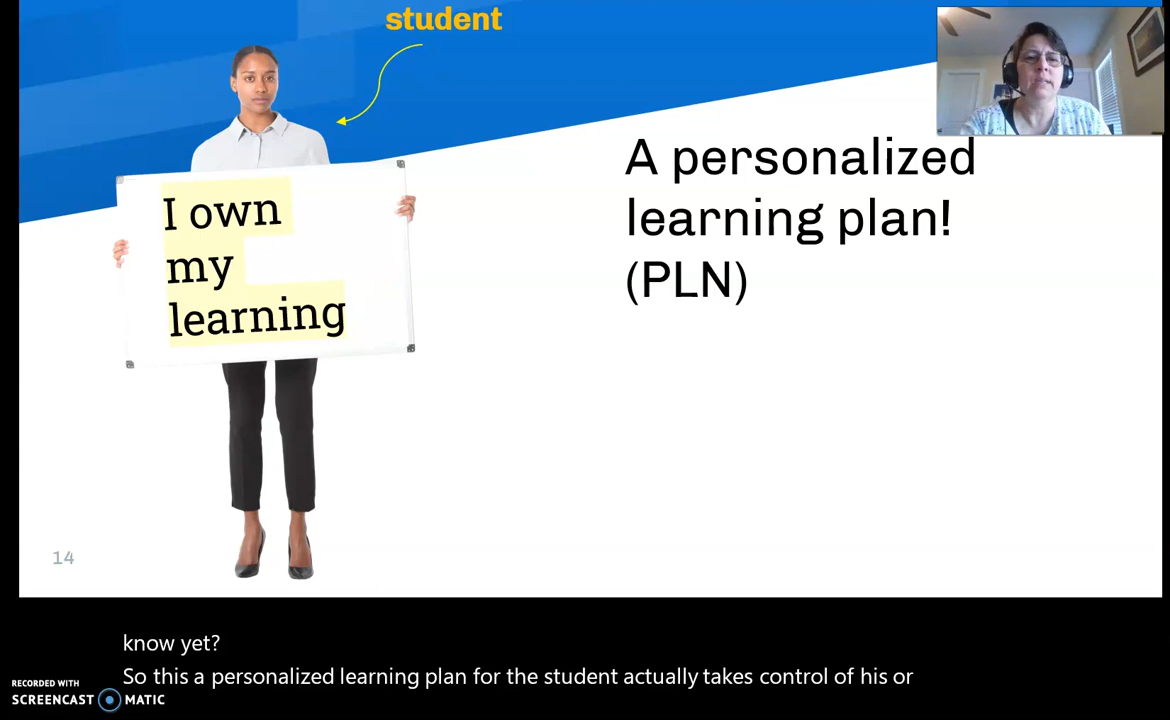 student
I own
my
learning
A personalized
learning plan!
(PLN)
14
know yet?
So this a personalized learning plan for the student actually takes control of his or
RECORDED WITH
SCREENCAST MATIC